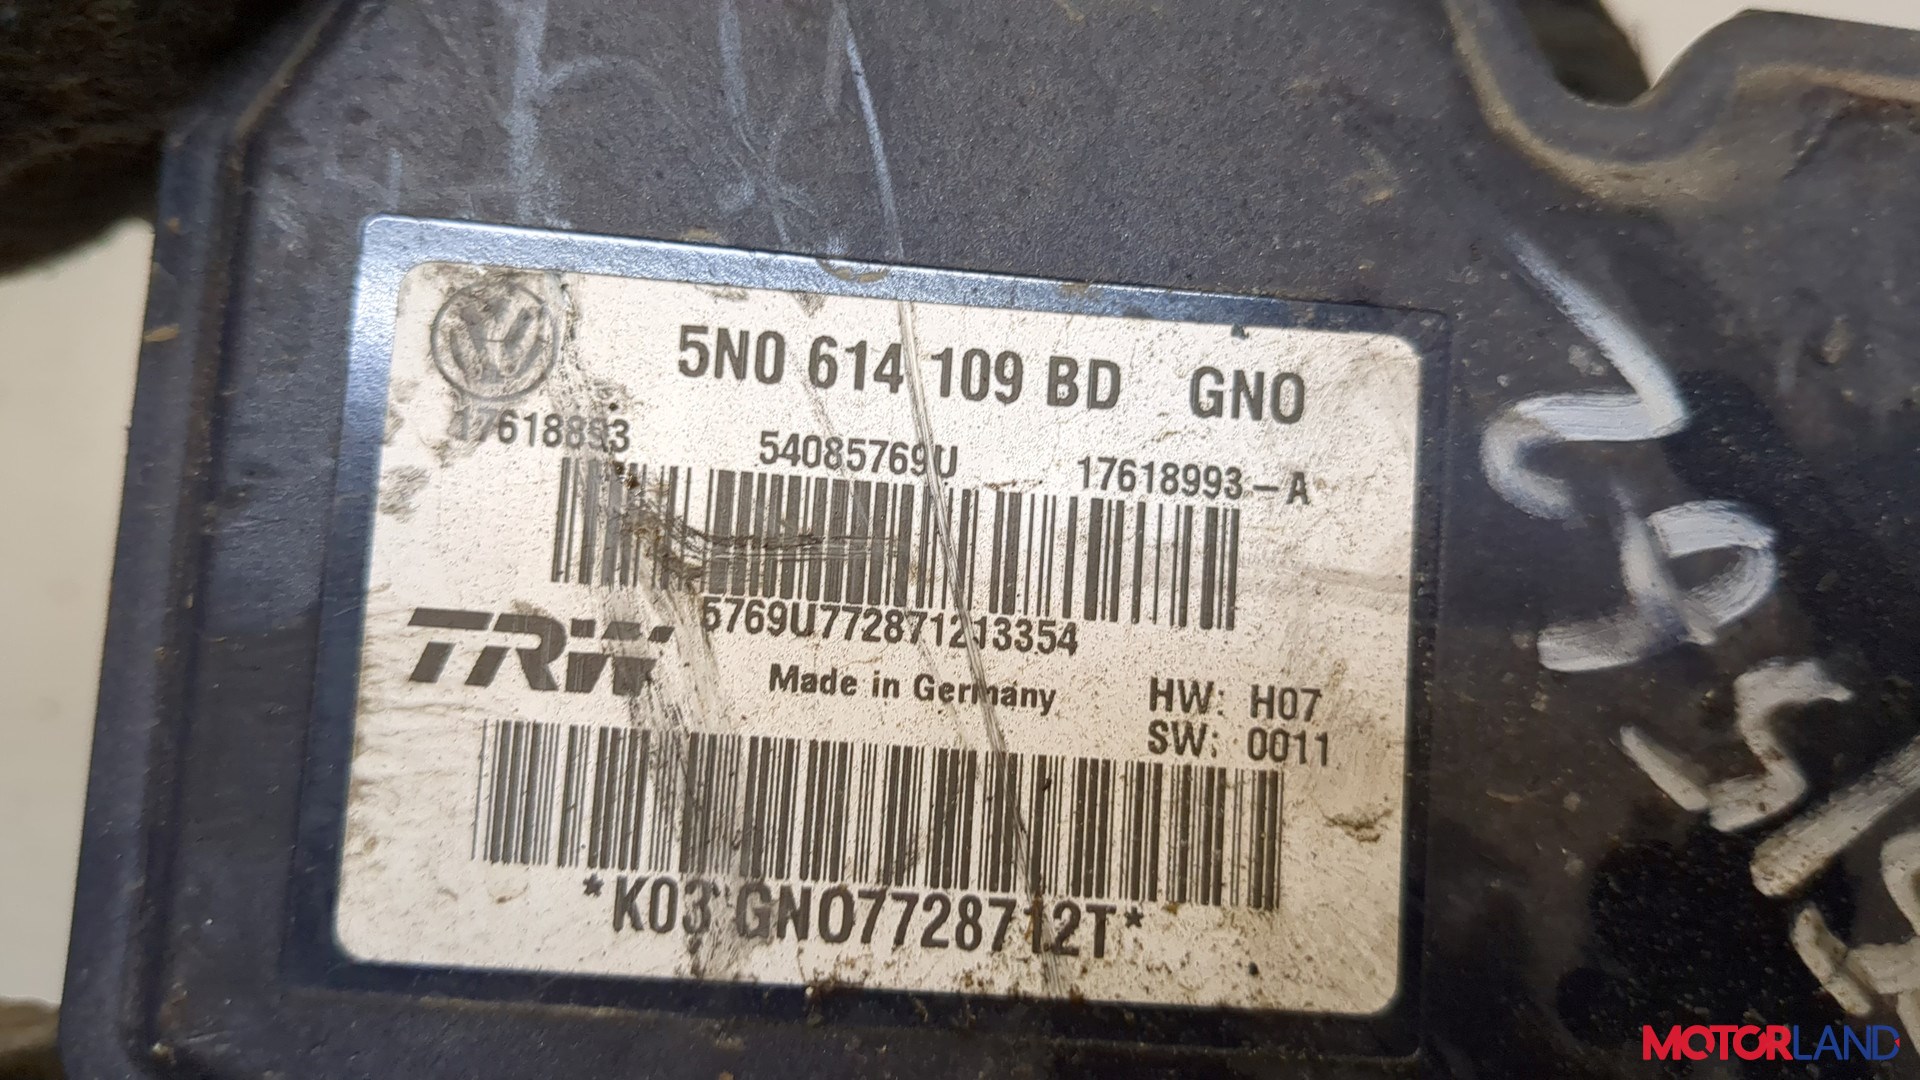 5N0 614 109 BD GNO
17618893 54085769U 17618993-A
5769U772871213354
TRW
Made in Germany
HW: H07
SW: 0011
*K03 GNO7728712T*
MOTORLAND